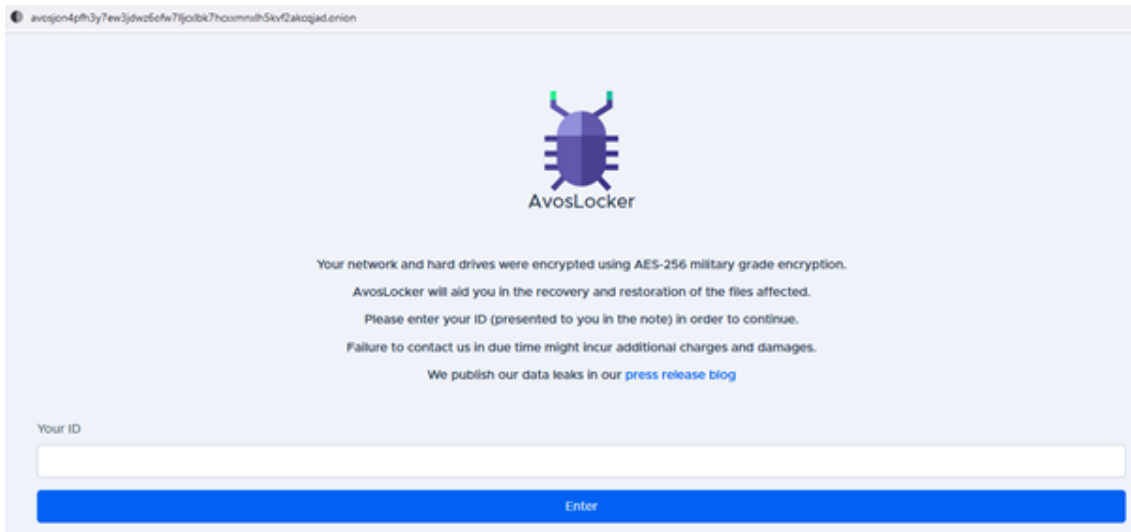 AvosLocker
Your network and hard drives were encrypted using AES-256 military grade encryption.
AvosLocker will aid you in the recovery and restoration of the files affected.
Please enter your ID (presented to you in the note) in order to continue.
Failure to contact us in due time might incur additional charges and damages.
We publish our data leaks in our press release blog
Your ID
Enter